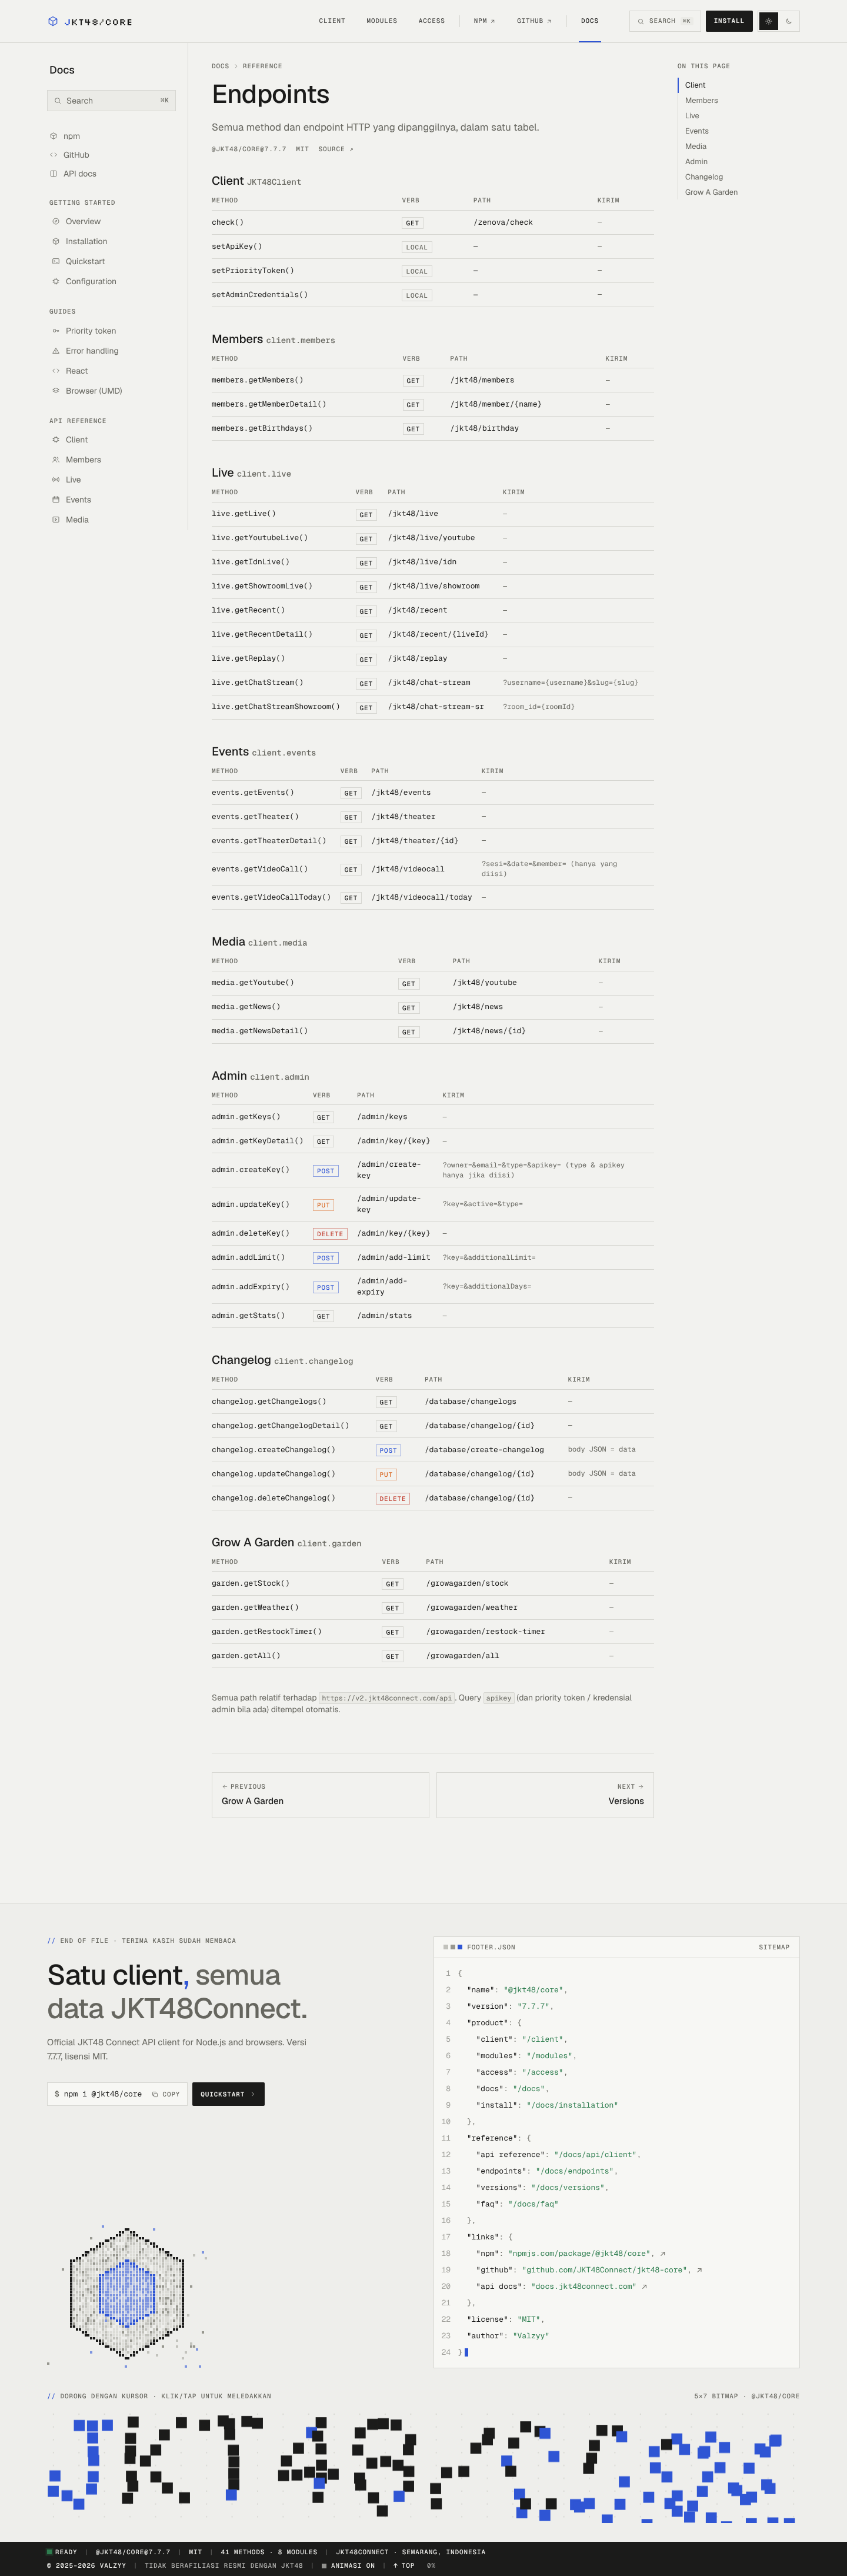 JKT48/CORE
CLIENT MODULES ACCESS NPM ↗ GITHUB ↗ DOCS SEARCH ⌘K INSTALL
Docs
Search ⌘K
npm
GitHub
API docs
GETTING STARTED
Overview
Installation
Quickstart
Configuration
GUIDES
Priority token
Error handling
React
Browser (UMD)
API REFERENCE
Client
Members
Live
Events
Media
DOCS > REFERENCE
Endpoints
Semua method dan endpoint HTTP yang dipanggilnya, dalam satu tabel.
@JKT48/CORE@7.7.7 MIT SOURCE ↗
Client JKT48Client
METHOD VERB PATH KIRIM
check() GET /zenova/check —
setApiKey() LOCAL — —
setPriorityToken() LOCAL — —
setAdminCredentials() LOCAL — —
Members client.members
METHOD VERB PATH KIRIM
members.getMembers() GET /jkt48/members —
members.getMemberDetail() GET /jkt48/member/{name} —
members.getBirthdays() GET /jkt48/birthday —
Live client.live
METHOD VERB PATH KIRIM
live.getLive() GET /jkt48/live —
live.getYoutubeLive() GET /jkt48/live/youtube —
live.getIdnLive() GET /jkt48/live/idn —
live.getShowroomLive() GET /jkt48/live/showroom —
live.getRecent() GET /jkt48/recent —
live.getRecentDetail() GET /jkt48/recent/{liveId} —
live.getReplay() GET /jkt48/replay —
live.getChatStream() GET /jkt48/chat-stream ?username={username}&slug={slug}
live.getChatStreamShowroom() GET /jkt48/chat-stream-sr ?room_id={roomId}
Events client.events
METHOD VERB PATH KIRIM
events.getEvents() GET /jkt48/events —
events.getTheater() GET /jkt48/theater —
events.getTheaterDetail() GET /jkt48/theater/{id} —
events.getVideoCall() GET /jkt48/videocall ?sesi=&date=&member= (hanya yang
diisi)
events.getVideoCallToday() GET /jkt48/videocall/today —
Media client.media
METHOD VERB PATH KIRIM
media.getYoutube() GET /jkt48/youtube —
media.getNews() GET /jkt48/news —
media.getNewsDetail() GET /jkt48/news/{id} —
Admin client.admin
METHOD VERB PATH KIRIM
admin.getKeys() GET /admin/keys —
admin.getKeyDetail() GET /admin/key/{key} —
admin.createKey() POST /admin/create-
key ?owner=&email=&type=&apikey= (type & apikey
hanya jika diisi)
admin.updateKey() PUT /admin/update-
key ?key=&active=&type=
admin.deleteKey() DELETE /admin/key/{key} —
admin.addLimit() POST /admin/add-limit ?key=&additionalLimit=
admin.addExpiry() POST /admin/add-
expiry ?key=&additionalDays=
admin.getStats() GET /admin/stats —
Changelog client.changelog
METHOD VERB PATH KIRIM
changelog.getChangelogs() GET /database/changelogs —
changelog.getChangelogDetail() GET /database/changelog/{id} —
changelog.createChangelog() POST /database/create-changelog body JSON = data
changelog.updateChangelog() PUT /database/changelog/{id} body JSON = data
changelog.deleteChangelog() DELETE /database/changelog/{id} —
Grow A Garden client.garden
METHOD VERB PATH KIRIM
garden.getStock() GET /growagarden/stock —
garden.getWeather() GET /growagarden/weather —
garden.getRestockTimer() GET /growagarden/restock-timer —
garden.getAll() GET /growagarden/all —
Semua path relatif terhadap https://v2.jkt48connect.com/api. Query apikey (dan priority token / kredensial
admin bila ada) ditempel otomatis.
← PREVIOUS
Grow A Garden
NEXT →
Versions
ON THIS PAGE
Client
Members
Live
Events
Media
Admin
Changelog
Grow A Garden
// END OF FILE · TERIMA KASIH SUDAH MEMBACA
Satu client, semua
data JKT48Connect.
Official JKT48 Connect API client for Node.js and browsers. Versi
7.7.7, lisensi MIT.
$ npm i @jkt48/core COPY QUICKSTART >
FOOTER.JSON SITEMAP
1 {
2 "name": "@jkt48/core",
3 "version": "7.7.7",
4 "product": {
5 "client": "/client",
6 "modules": "/modules",
7 "access": "/access",
8 "docs": "/docs",
9 "install": "/docs/installation"
10 },
11 "reference": {
12 "api reference": "/docs/api/client",
13 "endpoints": "/docs/endpoints",
14 "versions": "/docs/versions",
15 "faq": "/docs/faq"
16 },
17 "links": {
18 "npm": "npmjs.com/package/@jkt48/core", ↗
19 "github": "github.com/JKT48Connect/jkt48-core", ↗
20 "api docs": "docs.jkt48connect.com" ↗
21 },
22 "license": "MIT",
23 "author": "Valzyy"
24 }
// DORONG DENGAN KURSOR · KLIK/TAP UNTUK MELEDAKKAN 5×7 BITMAP · @JKT48/CORE
JKT48/CORE
READY | @JKT48/CORE@7.7.7 | MIT | 41 METHODS · 8 MODULES | JKT48CONNECT · SEMARANG, INDONESIA
© 2025–2026 VALZYY | TIDAK BERAFILIASI RESMI DENGAN JKT48 | ANIMASI ON | ↑ TOP 0%